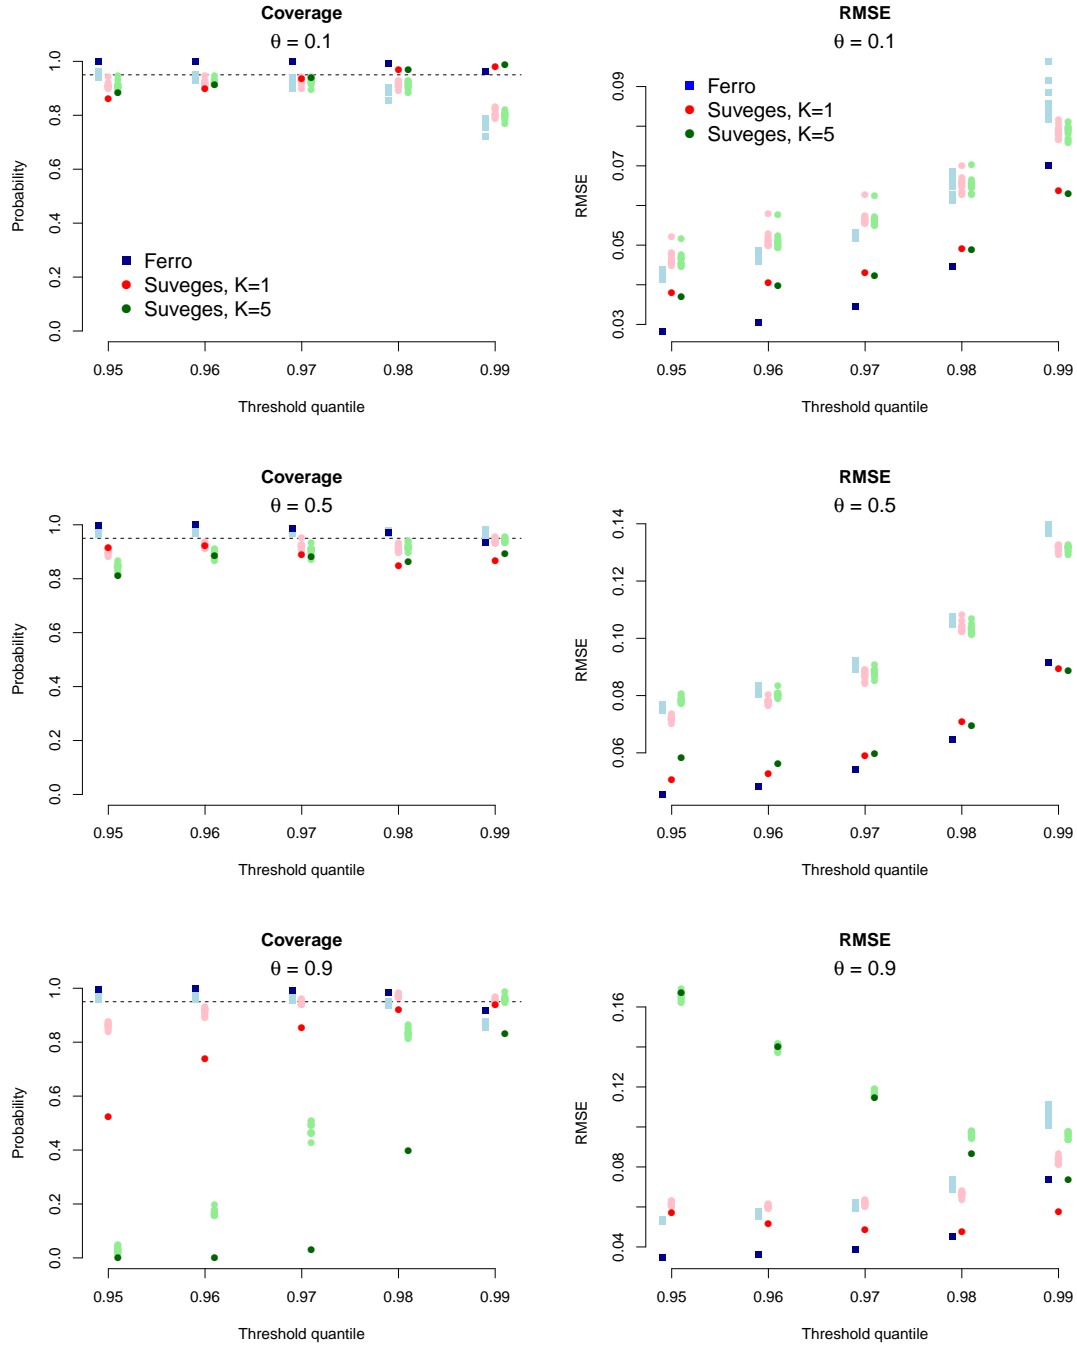 Coverage
θ = 0.1
Probability
0.0
0.2
0.4
0.6
0.8
1.0
Ferro
Suveges, K=1
Suveges, K=5
0.95
0.96
0.97
0.98
0.99
Threshold quantile
RMSE
θ = 0.1
RMSE
0.03
0.05
0.07
0.09
Ferro
Suveges, K=1
Suveges, K=5
0.95
0.96
0.97
0.98
0.99
Threshold quantile
Coverage
θ = 0.5
Probability
0.0
0.2
0.4
0.6
0.8
1.0
0.95
0.96
0.97
0.98
0.99
Threshold quantile
RMSE
θ = 0.5
RMSE
0.06
0.08
0.10
0.12
0.14
0.95
0.96
0.97
0.98
0.99
Threshold quantile
Coverage
θ = 0.9
Probability
0.0
0.2
0.4
0.6
0.8
1.0
0.95
0.96
0.97
0.98
0.99
Threshold quantile
RMSE
θ = 0.9
RMSE
0.04
0.08
0.12
0.16
0.95
0.96
0.97
0.98
0.99
Threshold quantile